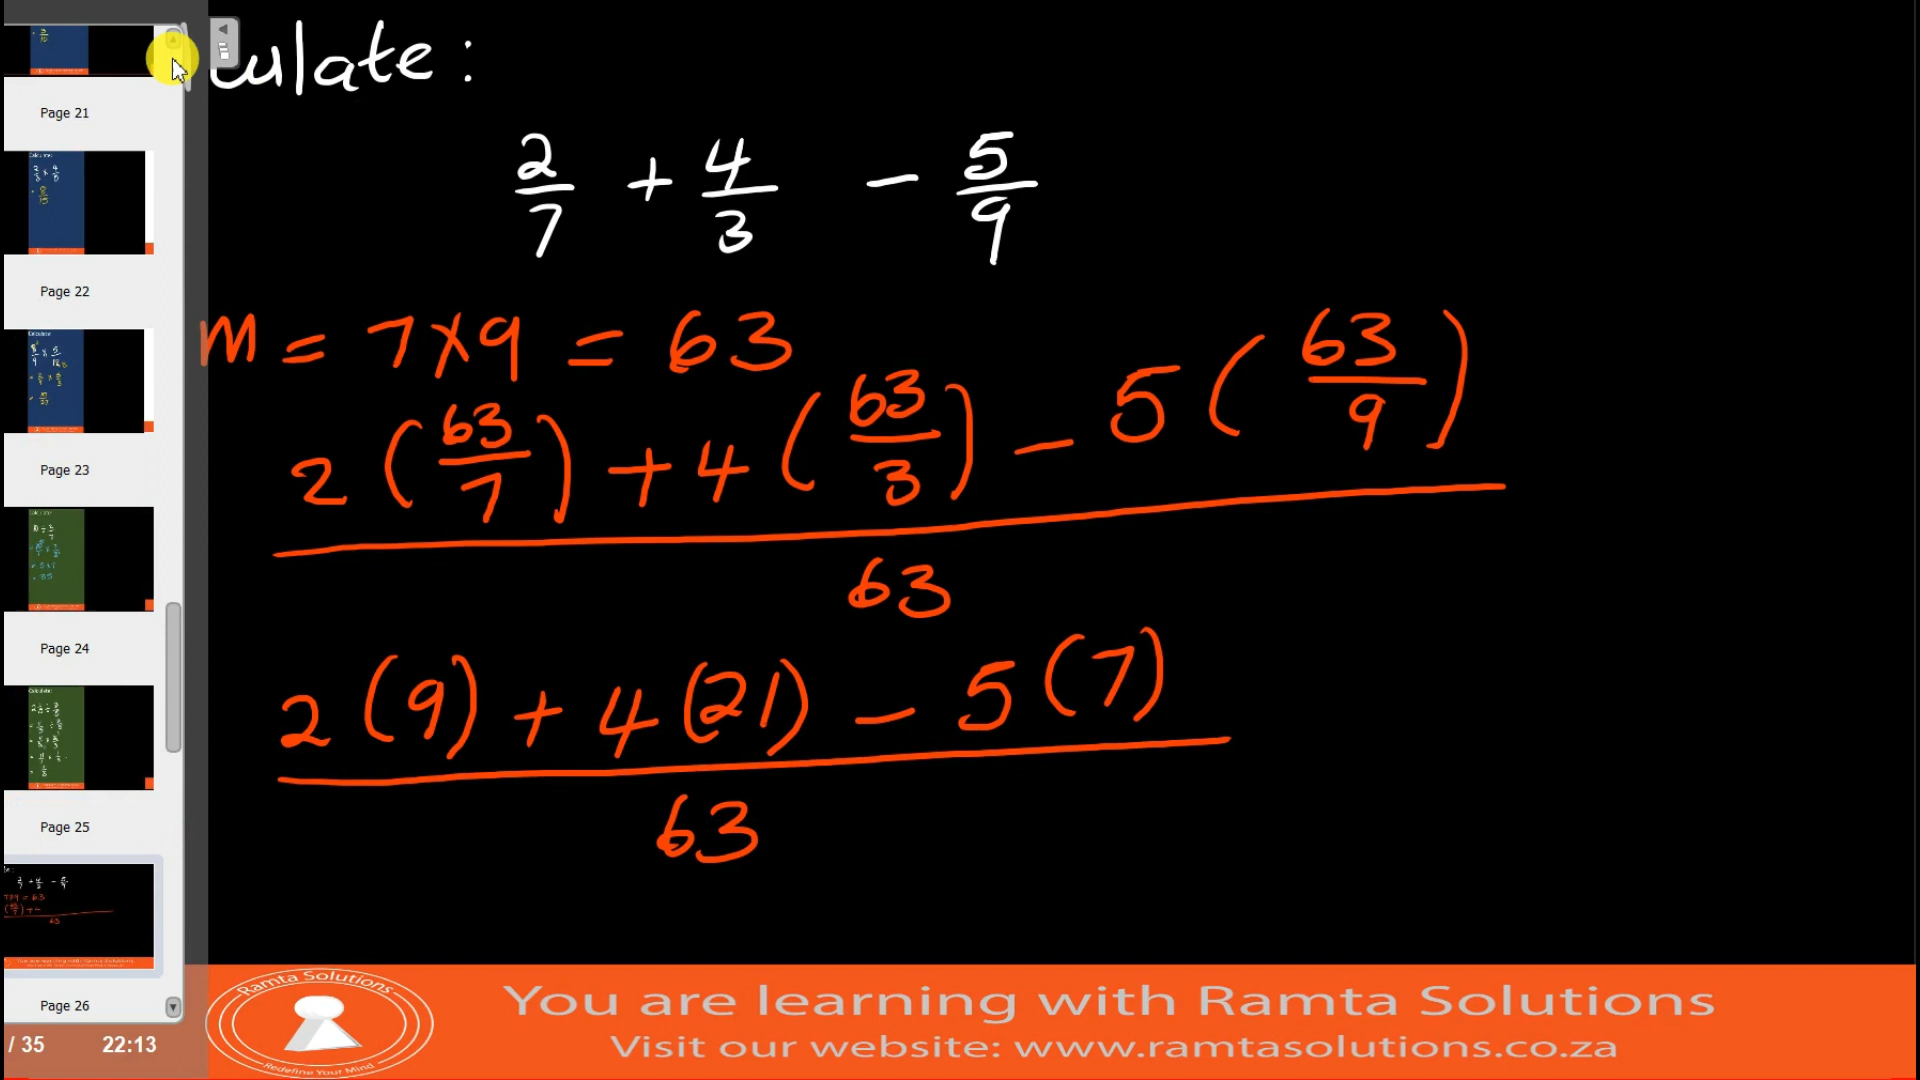 culate:
2/7 + 4/3 - 5/9
M = 7x9 = 63
2(63/7) + 4(63/3) - 5(63/9)
63
2(9) + 4(21) - 5(7)
63
Page 21
Page 22
Page 23
Page 24
Page 25
Page 26
/ 35 22:13
Ramta Solutions
Redefine Your Mind
You are learning with Ramta Solutions
Visit our website: www.ramtasolutions.co.za